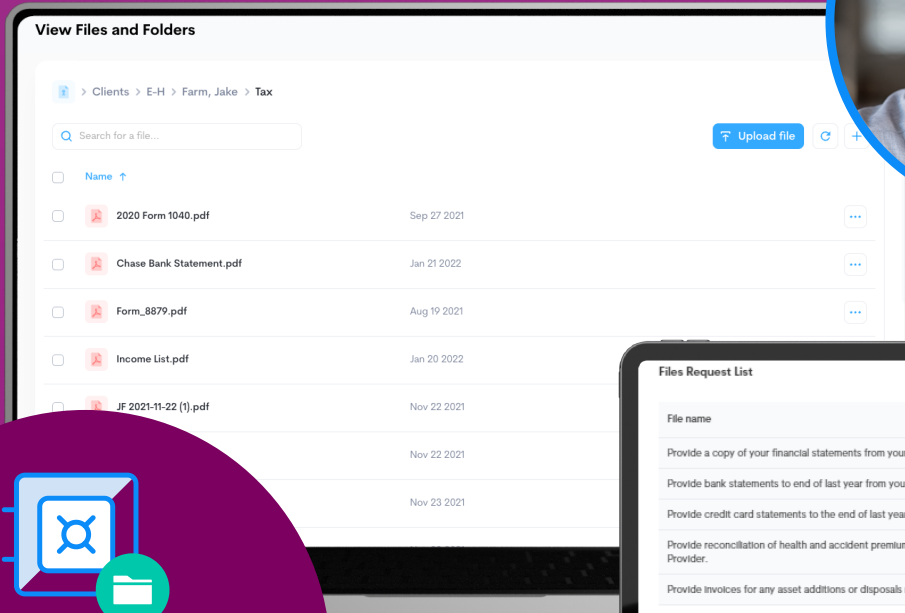 View Files and Folders
> Clients > E-H > Farm, Jake > Tax
Search for a file...
Upload file
Name ↑
2020 Form 1040.pdf Sep 27 2021
Chase Bank Statement.pdf Jan 21 2022
Form_8879.pdf Aug 19 2021
Income List.pdf Jan 20 2022
JF 2021-11-22 (1).pdf Nov 22 2021
Nov 22 2021
Nov 23 2021
Files Request List
File name
Provide a copy of your financial statements from your
Provide bank statements to end of last year from
Provide credit card statements to the end of last year
Provide reconciliation of health and accident
Provider.
Provide invoices for any asset additions or disposals